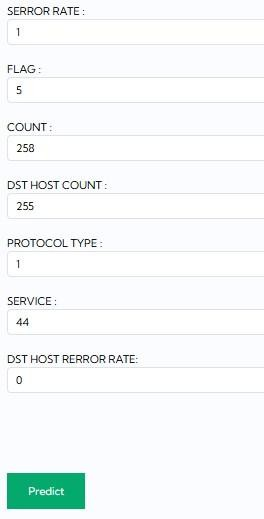 SERROR RATE :
1
FLAG :
5
COUNT :
258
DST HOST COUNT :
255
PROTOCOL TYPE :
1
SERVICE :
44
DST HOST RERROR RATE:
0
Predict